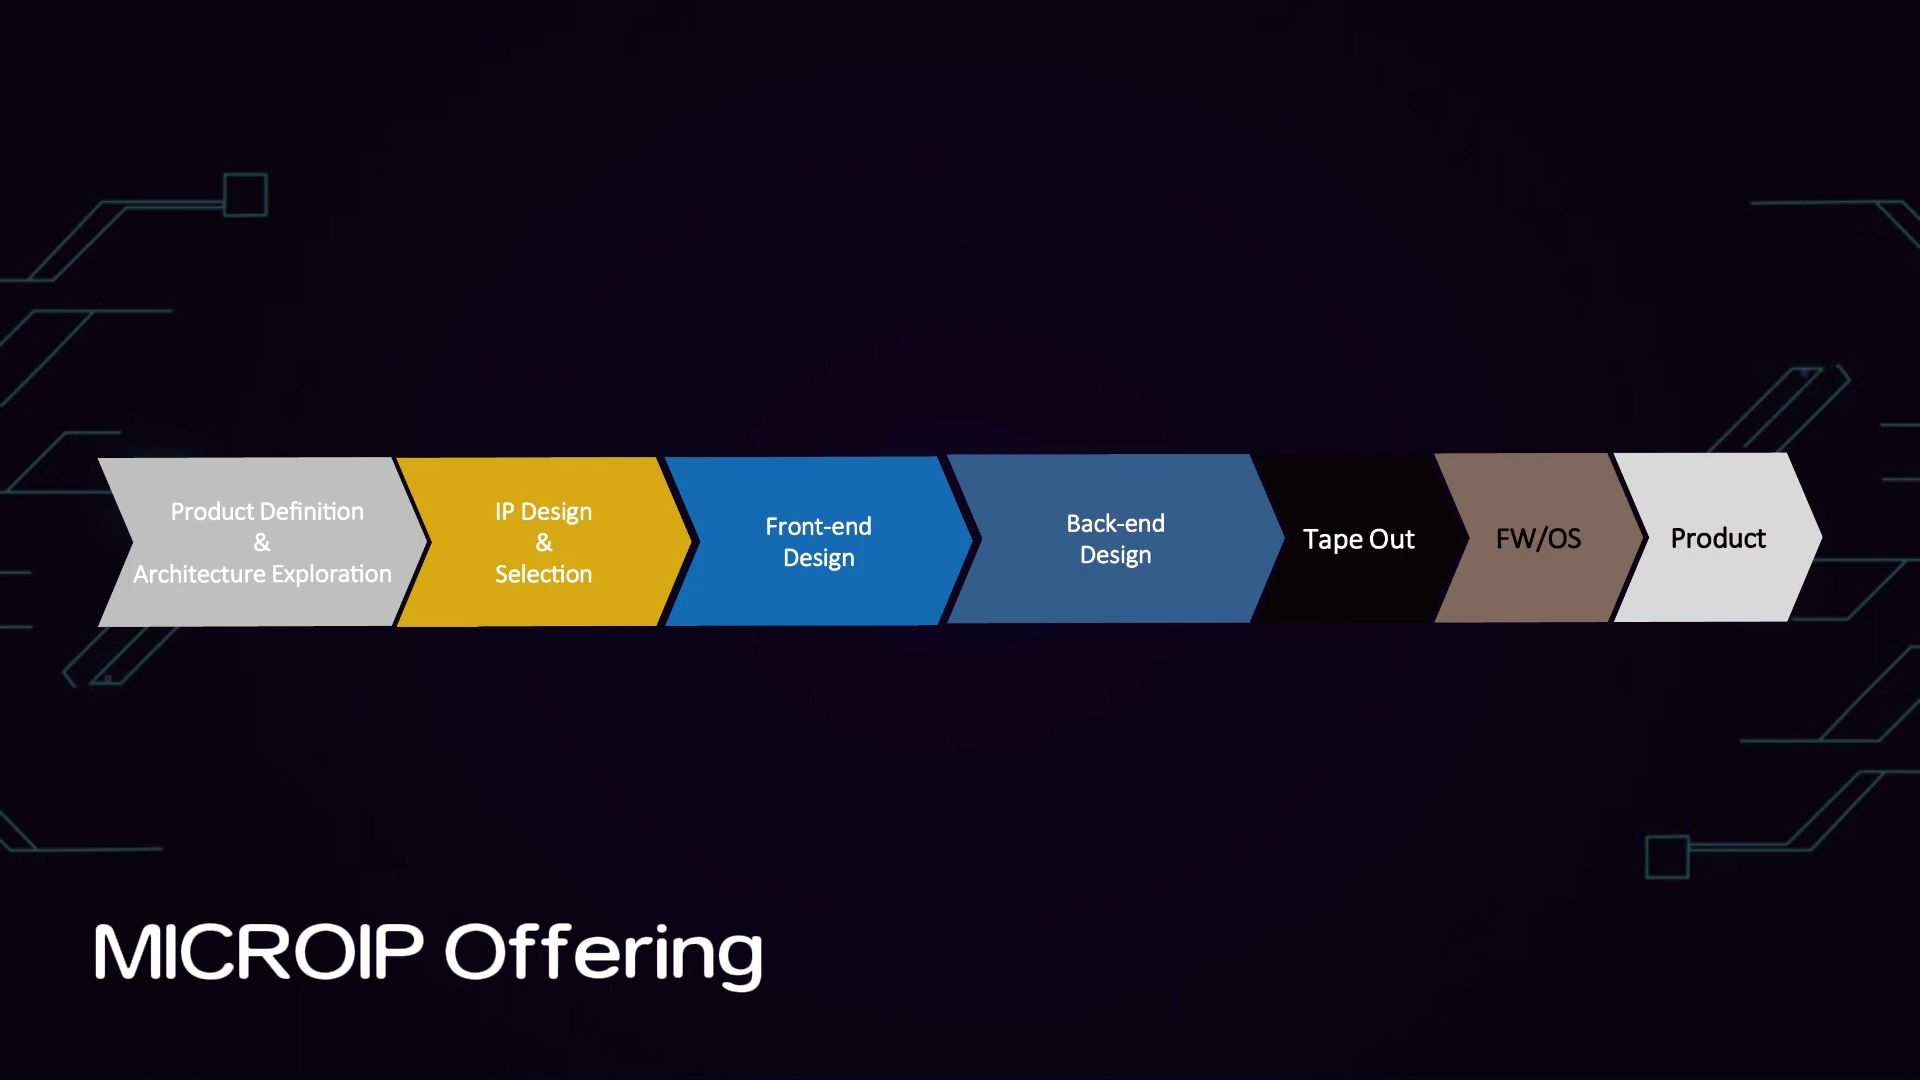 Product Definition
&
Architecture Exploration
IP Design
&
Selection
Front-end
Design
Back-end
Design
Tape Out
FW/OS
Product
MICROIP Offering